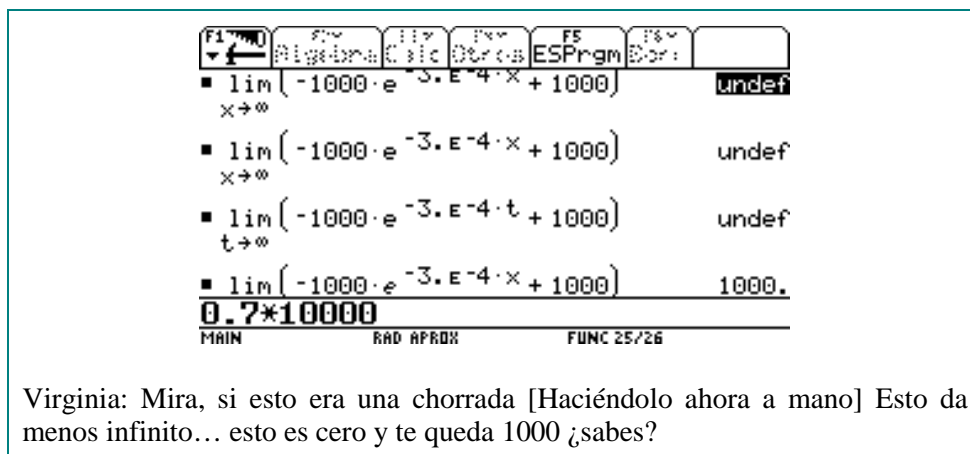 F1 F5
Algebra Calc Otros ESPrgm
lim(-1000·e^-3.ᴇ-4·x + 1000) undef
x→∞
lim(-1000·e^-3.ᴇ-4·x + 1000) undef
x→∞
lim(-1000·e^-3.ᴇ-4·t + 1000) undef
t→∞
lim(-1000·e^-3.ᴇ-4·x + 1000) 1000.
0.7*10000
MAIN RAD APROX FUNC 25/26
Virginia: Mira, si esto era una chorrada [Haciéndolo ahora a mano] Esto da
menos infinito… esto es cero y te queda 1000 ¿sabes?